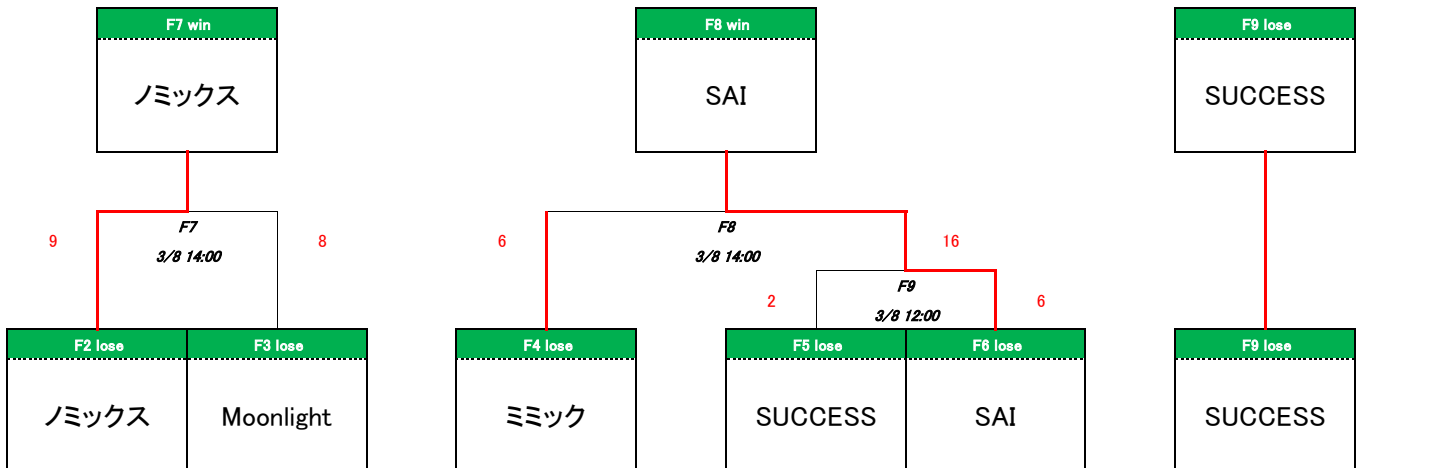 F7 win
F8 win
F9 lose
ノミックス
SAI
SUCCESS
F7
F8
9
8
6
16
3/8 14:00
3/8 14:00
F9
2
6
3/8 12:00
F2 lose
F3 lose
F4 lose
F5 lose
F6 lose
F9 lose
ノミックス
Moonlight
ミミック
SUCCESS
SAI
SUCCESS